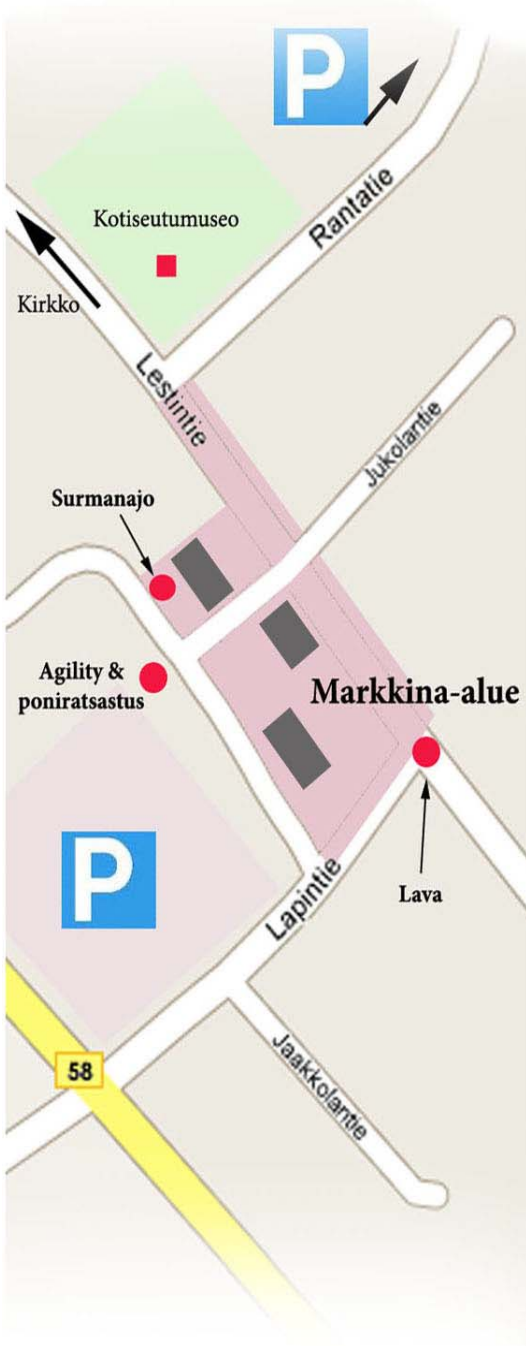 P
Rantatie
Kotiseutumuseo
Kirkko
Lestintie
Jukolantie
Surmanajo
Agility &
poniratsastus
Markkina-alue
P
Lapintie
Lava
58
Jaakkolantie